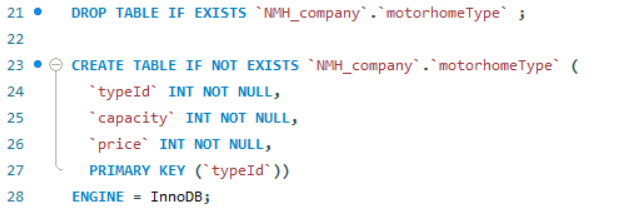 21 DROP TABLE IF EXISTS `NMH_company`.`motorhomeType` ;
22
23 CREATE TABLE IF NOT EXISTS `NMH_company`.`motorhomeType` (
24 `typeId` INT NOT NULL,
25 `capacity` INT NOT NULL,
26 `price` INT NOT NULL,
27 PRIMARY KEY (`typeId`))
28 ENGINE = InnoDB;